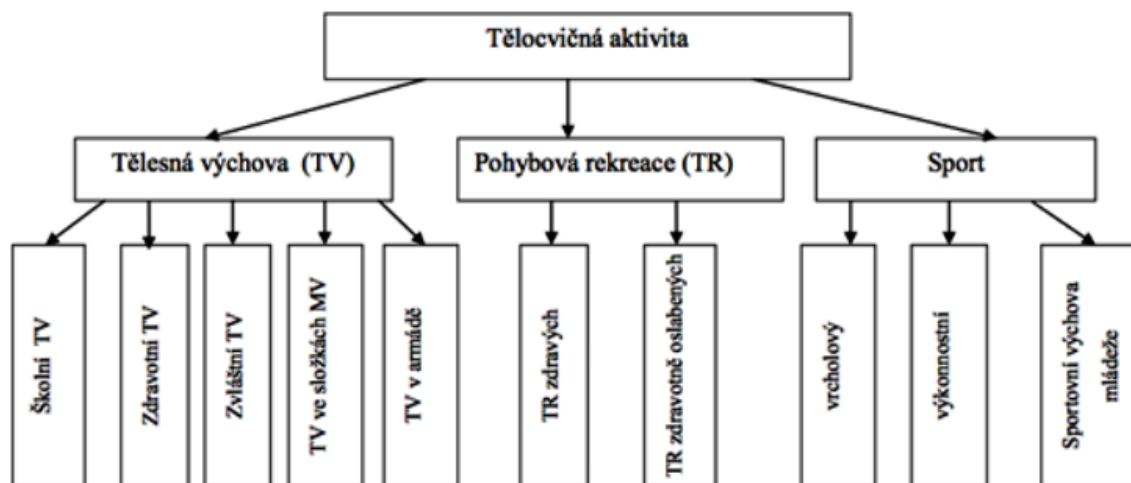 Tělocvičná aktivita
Tělesná výchova (TV)
Pohybová rekreace (TR)
Sport
Školní TV
Zdravotní TV
Zvláštní TV
TV ve složkách MV
TV v armádě
TR zdravých
TR zdravotně oslabených
vrcholový
výkonnostní
Sportovní výchova
mládeže